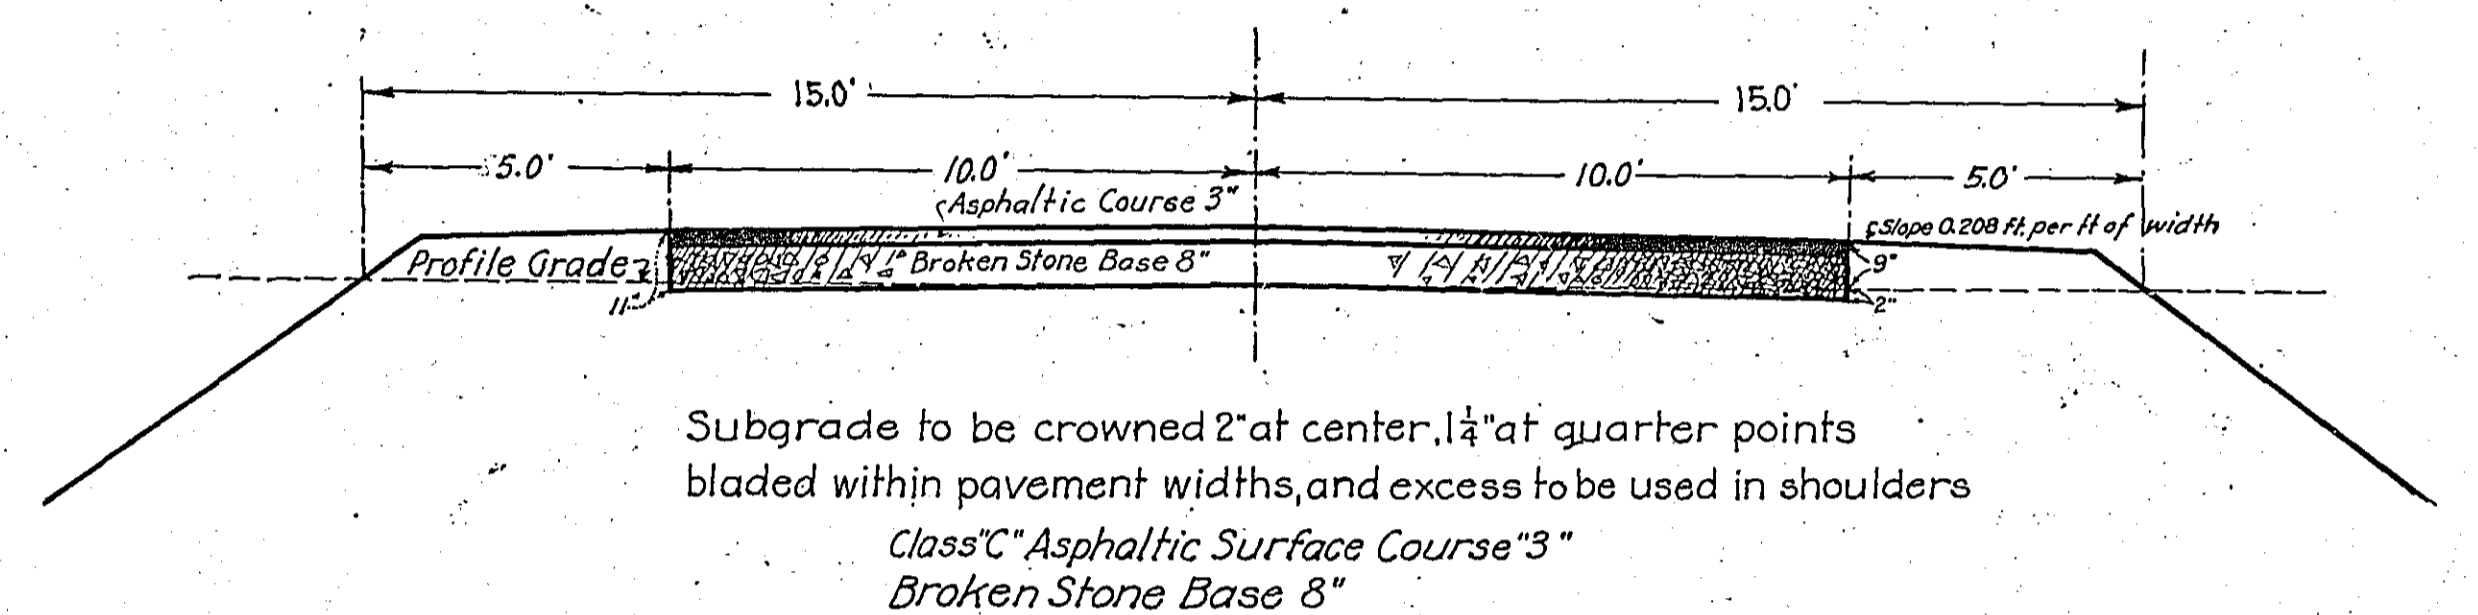 15.0'
15.0'
5.0'
10.0'
10.0'
5.0'
Asphaltic Course 3"
Slope 0.208 ft. per ft of width
Profile Grade
Broken Stone Base 8"
9"
11"
2"
Subgrade to be crowned 2" at center, 1¼" at quarter points
bladed within pavement widths, and excess to be used in shoulders
Class "C" Asphaltic Surface Course "3"
Broken Stone Base 8"